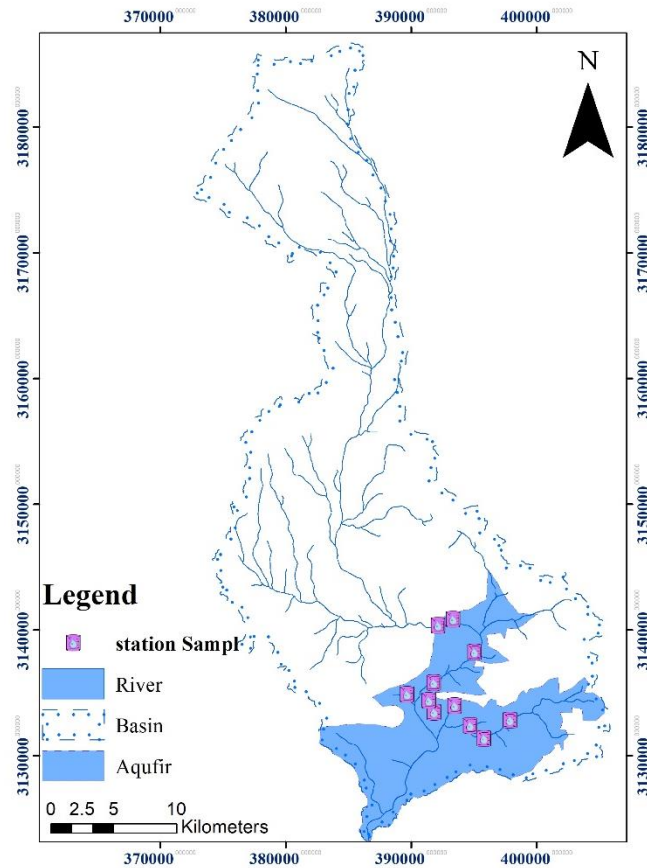 370000 380000 390000 400000
N
3180000 3180000
3170000 3170000
3160000 3160000
3150000 3150000
3140000 3140000
3130000 3130000
Legend
station Sampl
River
Basin
Aqufir
0 2.5 5 10
Kilometers
370000 380000 390000 400000